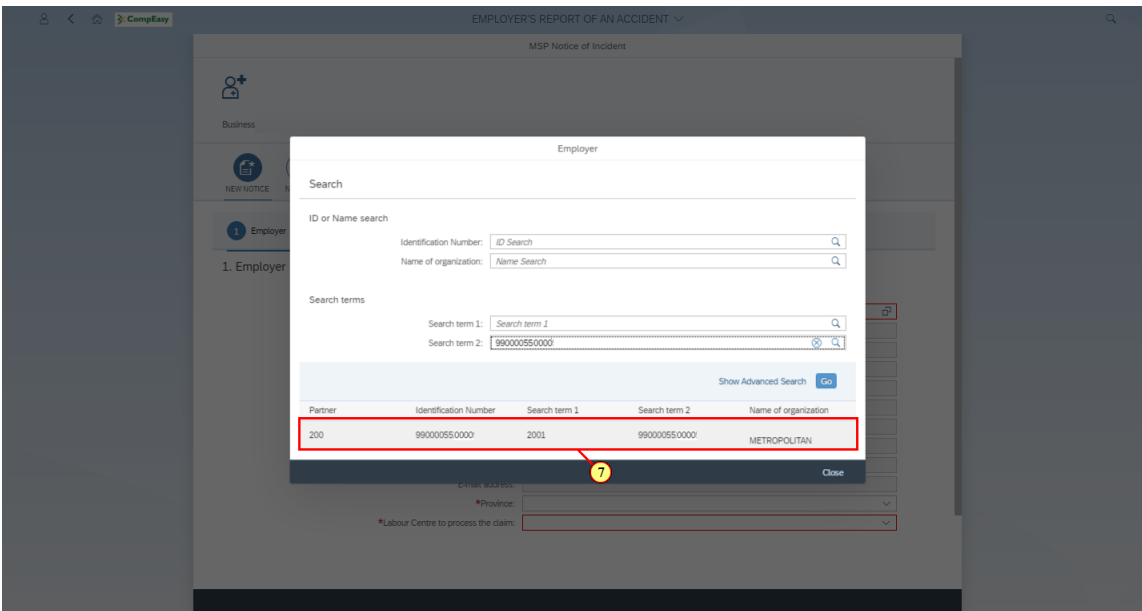 CompEasy
EMPLOYER'S REPORT OF AN ACCIDENT
MSP Notice of Incident
Business
NEW NOTICE N
1 Employer
1. Employer
Employer
Search
ID or Name search
Identification Number: ID Search
Name of organization: Name Search
Search terms
Search term 1: Search term 1
Search term 2: 990000550000
Show Advanced Search Go
Partner Identification Number Search term 1 Search term 2 Name of organization
200 990000550000 2001 990000550000 METROPOLITAN
7
Close
E-mail address:
*Province:
*Labour Centre to process the claim: